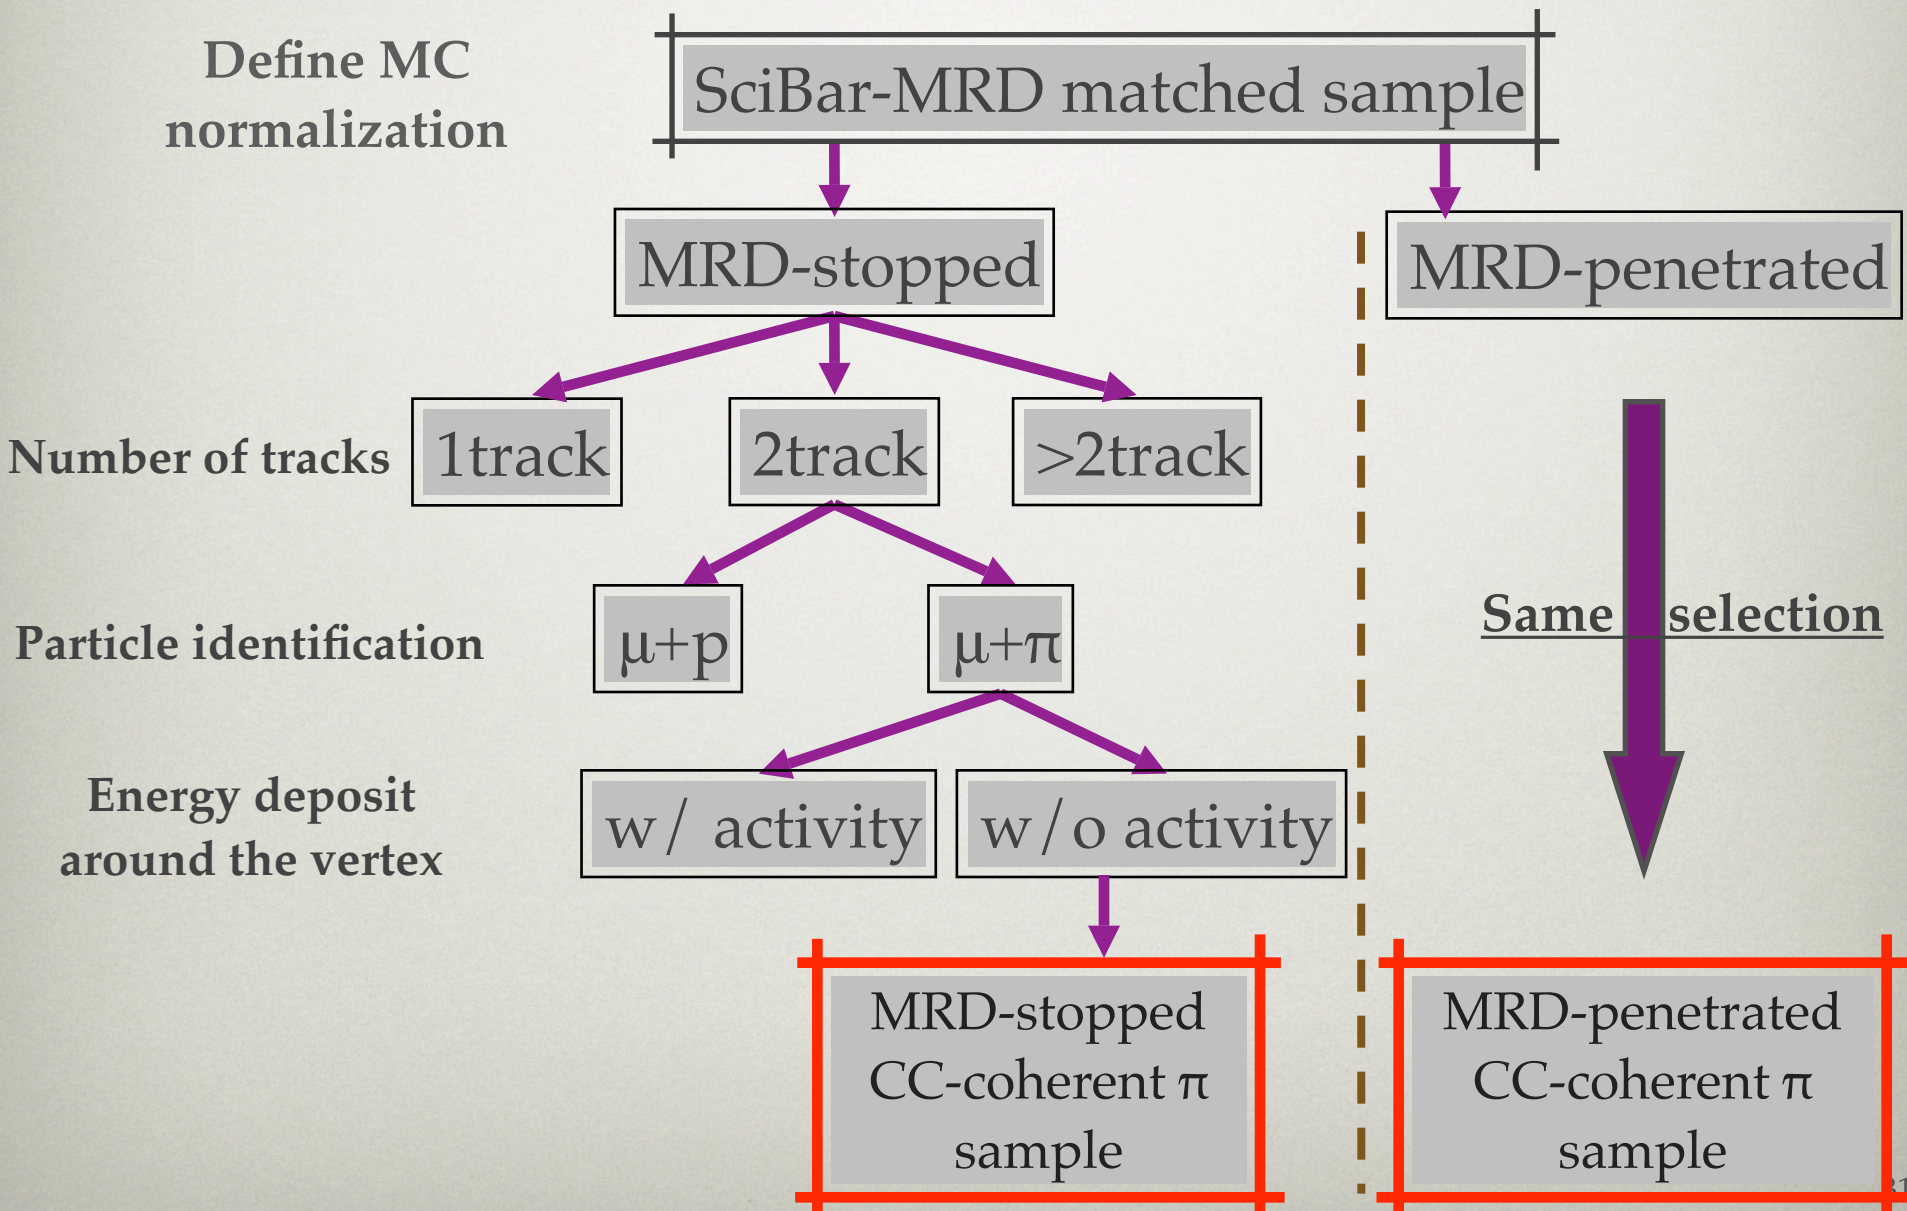 Define MC
normalization
SciBar-MRD matched sample
MRD-stopped
MRD-penetrated
Number of tracks
1track
2track
>2track
Particle identification
μ+p
μ+π
Same selection
Energy deposit
around the vertex
w/ activity
w/o activity
MRD-stopped
CC-coherent π
sample
MRD-penetrated
CC-coherent π
sample